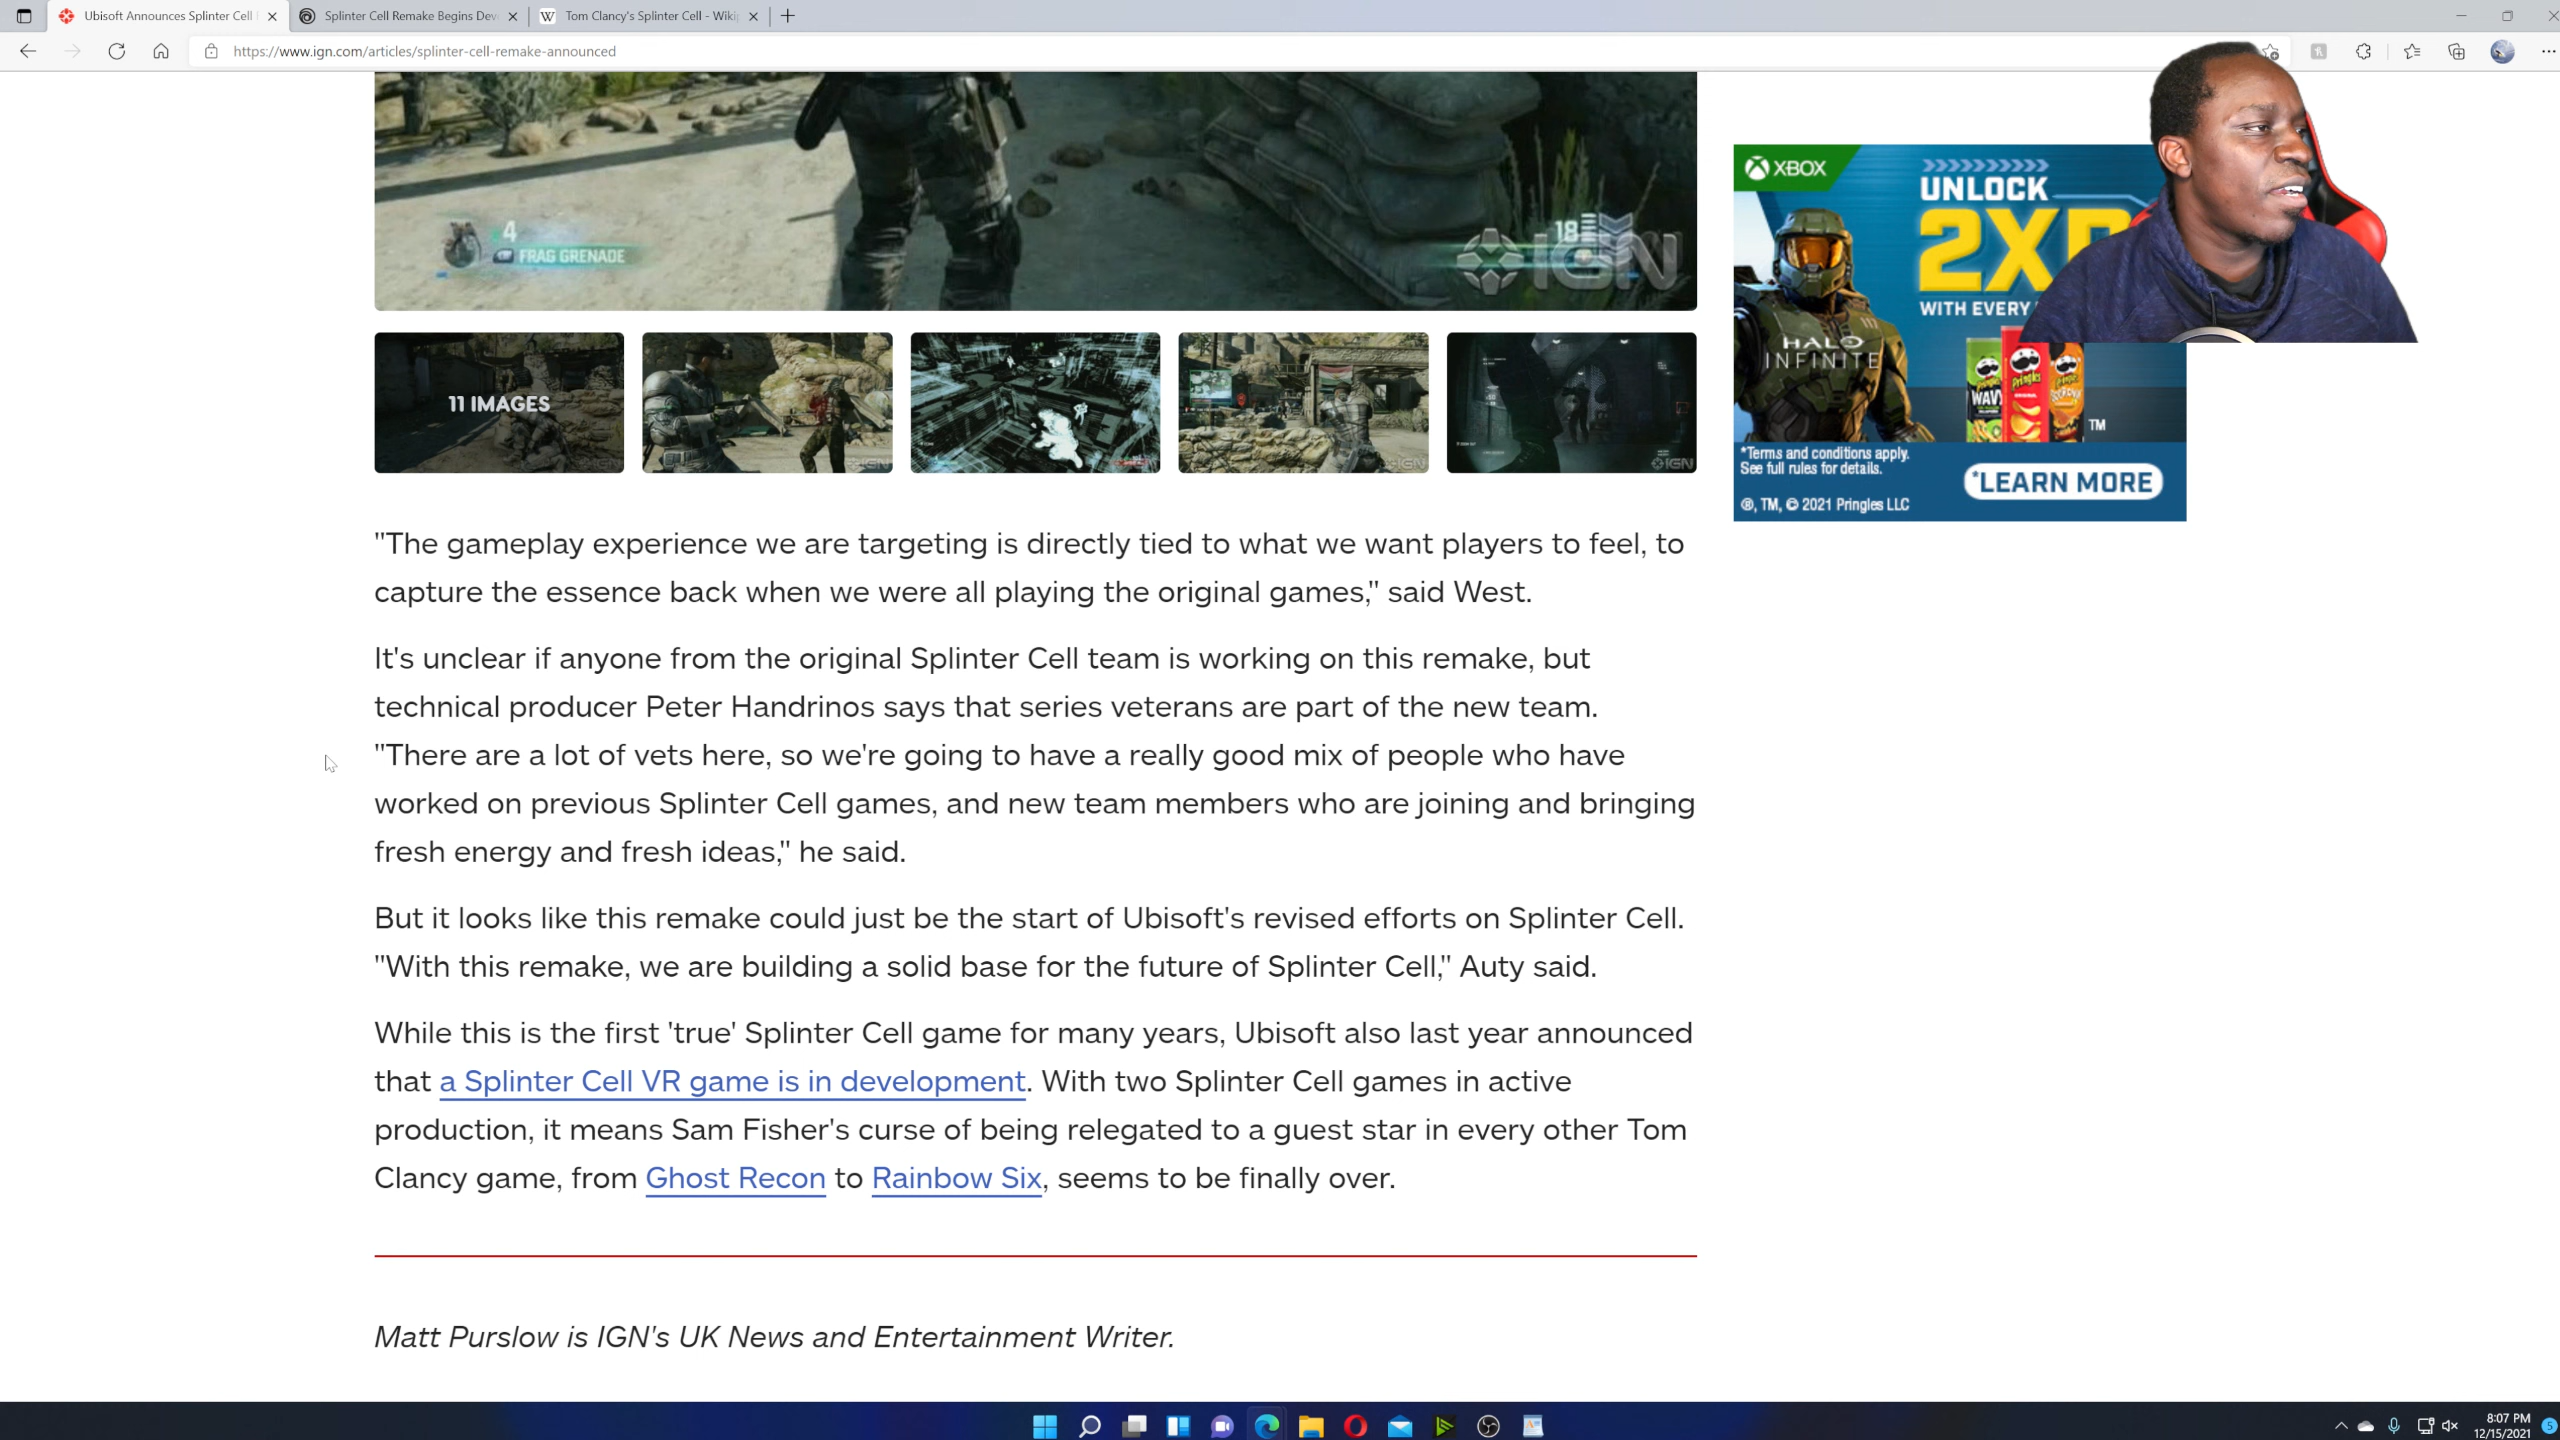 Ubisoft Announces Splinter Cell
Splinter Cell Remake Begins Dev
Tom Clancy's Splinter Cell - Wiki
https://www.ign.com/articles/splinter-cell-remake-announced
4
FRAG GRENADE
18
IGN
11 IMAGES
IGN
XBOX
UNLOCK
2X
WITH EVERY
HALO
INFINITE
WAVY
Pringles
TM
*Terms and conditions apply.
See full rules for details.
*LEARN MORE
®, TM, © 2021 Pringles LLC
"The gameplay experience we are targeting is directly tied to what we want players to feel, to
capture the essence back when we were all playing the original games," said West.
It's unclear if anyone from the original Splinter Cell team is working on this remake, but
technical producer Peter Handrinos says that series veterans are part of the new team.
"There are a lot of vets here, so we're going to have a really good mix of people who have
worked on previous Splinter Cell games, and new team members who are joining and bringing
fresh energy and fresh ideas," he said.
But it looks like this remake could just be the start of Ubisoft's revised efforts on Splinter Cell.
"With this remake, we are building a solid base for the future of Splinter Cell," Auty said.
While this is the first 'true' Splinter Cell game for many years, Ubisoft also last year announced
that a Splinter Cell VR game is in development. With two Splinter Cell games in active
production, it means Sam Fisher's curse of being relegated to a guest star in every other Tom
Clancy game, from Ghost Recon to Rainbow Six, seems to be finally over.
Matt Purslow is IGN's UK News and Entertainment Writer.
8:07 PM
12/15/2021
5